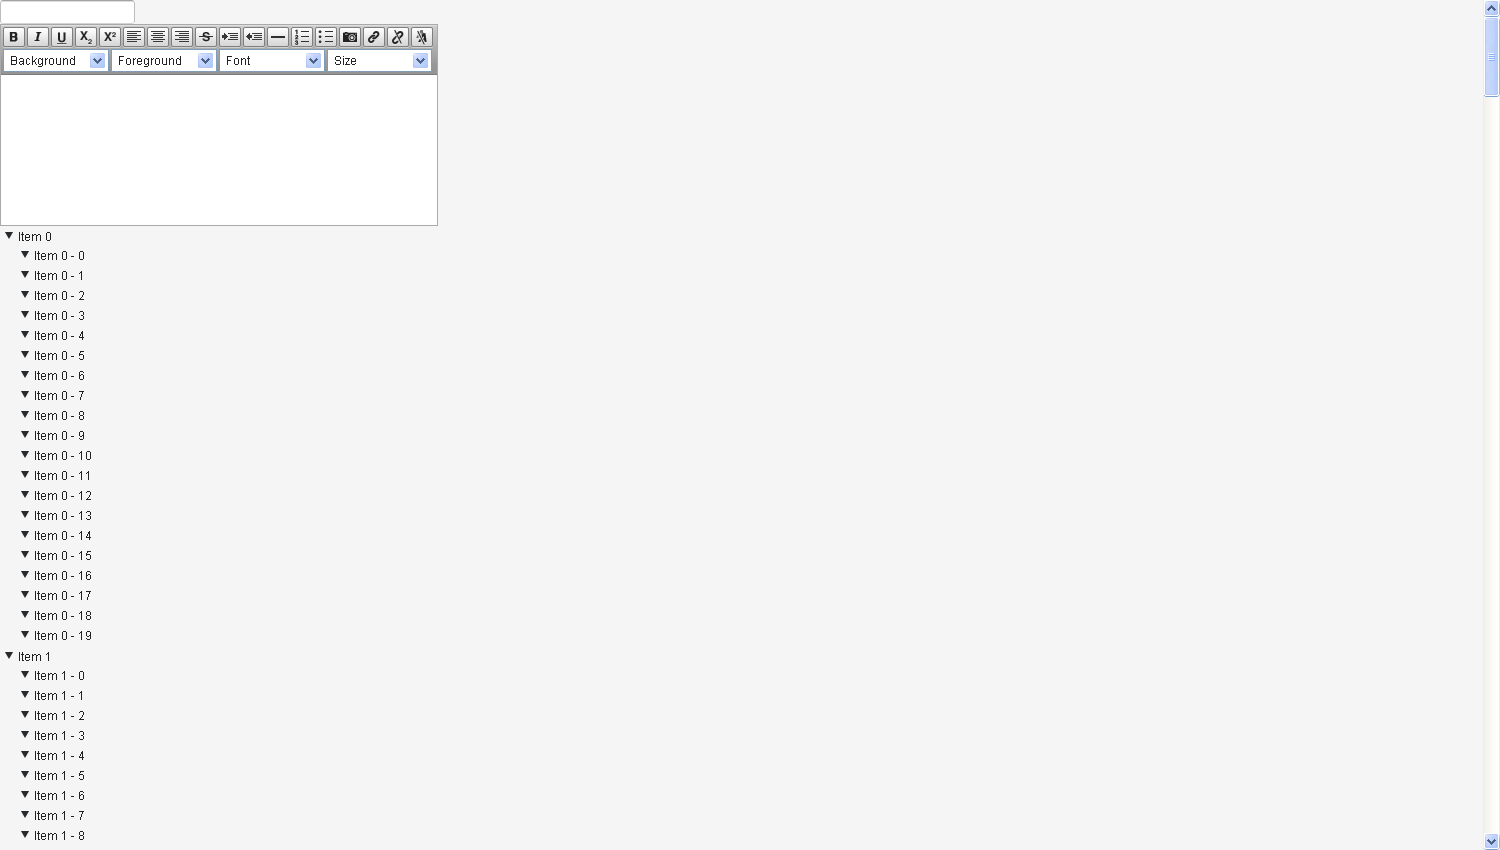 B I U X₂ X² S
Background Foreground Font Size
Item 0
Item 0 - 0
Item 0 - 1
Item 0 - 2
Item 0 - 3
Item 0 - 4
Item 0 - 5
Item 0 - 6
Item 0 - 7
Item 0 - 8
Item 0 - 9
Item 0 - 10
Item 0 - 11
Item 0 - 12
Item 0 - 13
Item 0 - 14
Item 0 - 15
Item 0 - 16
Item 0 - 17
Item 0 - 18
Item 0 - 19
Item 1
Item 1 - 0
Item 1 - 1
Item 1 - 2
Item 1 - 3
Item 1 - 4
Item 1 - 5
Item 1 - 6
Item 1 - 7
Item 1 - 8